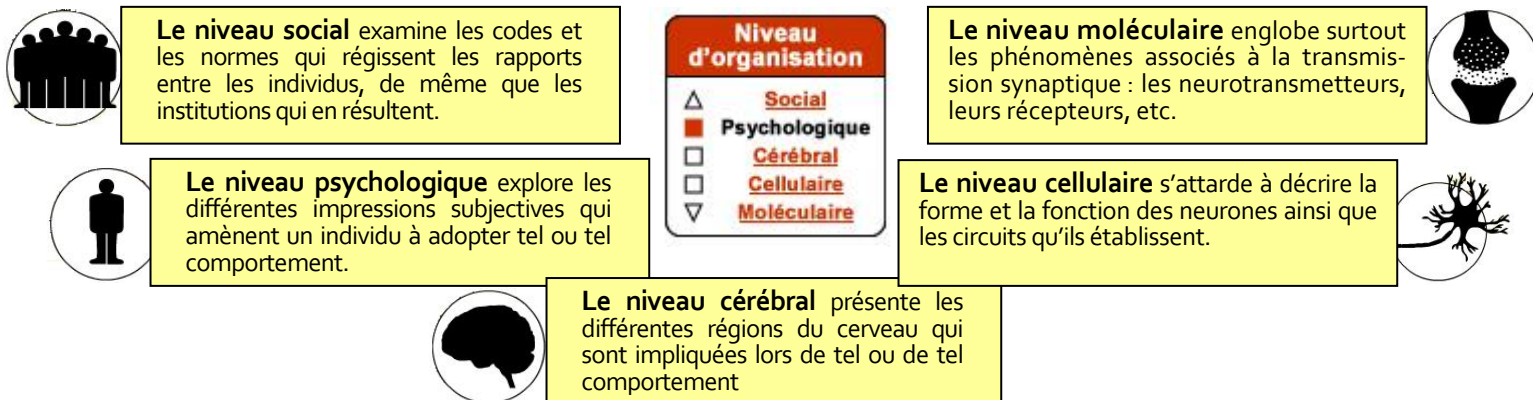 Le niveau social examine les codes et
les normes qui régissent les rapports
entre les individus, de même que les
institutions qui en résultent.
Niveau
d'organisation
Social
Psychologique
Cérébral
Cellulaire
Moléculaire
Le niveau moléculaire englobe surtout
les phénomènes associés à la transmis-
sion synaptique : les neurotransmetteurs,
leurs récepteurs, etc.
Le niveau psychologique explore les
différentes impressions subjectives qui
amènent un individu à adopter tel ou tel
comportement.
Le niveau cellulaire s'attarde à décrire la
forme et la fonction des neurones ainsi que
les circuits qu'ils établissent.
Le niveau cérébral présente les
différentes régions du cerveau qui
sont impliquées lors de tel ou de tel
comportement